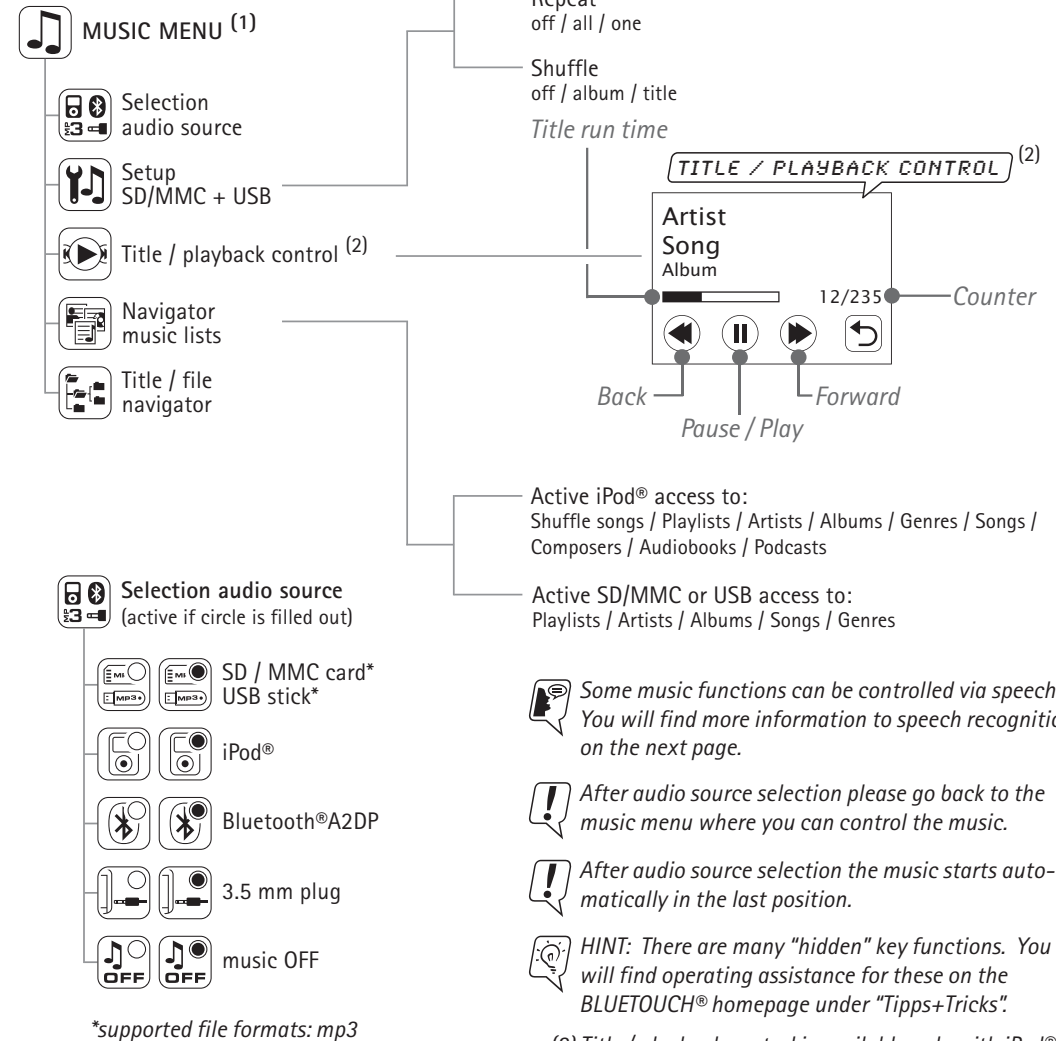 Repeat
off / all / one
MUSIC MENU (1)
Shuffle
off / album / title
Selection
audio source
Title run time
TITLE / PLAYBACK CONTROL (2)
Setup
SD/MMC + USB
Artist
Song
Album
Title / playback control (2)
12/235
Counter
Navigator
music lists
Title / file
navigator
Back
Forward
Pause / Play
Active iPod® access to:
Shuffle songs / Playlists / Artists / Albums / Genres / Songs /
Composers / Audiobooks / Podcasts
Active SD/MMC or USB access to:
Playlists / Artists / Albums / Songs / Genres
MP3
Selection audio source
(active if circle is filled out)
MP3
SD / MMC card*
USB stick*
MP3
MP3
iPod®
Bluetooth®A2DP
3.5 mm plug
OFF
OFF
music OFF
*supported file formats: mp3
Some music functions can be controlled via speech
You will find more information to speech
on the next page.
After audio source selection please go back to the
music menu where you can control the music.
After audio source selection the music starts auto-
matically in the last position.
HINT: There are many "hidden" key functions. You
will find operating assistance for these on the
BLUETOUCH® homepage under "Tipps+Tricks".